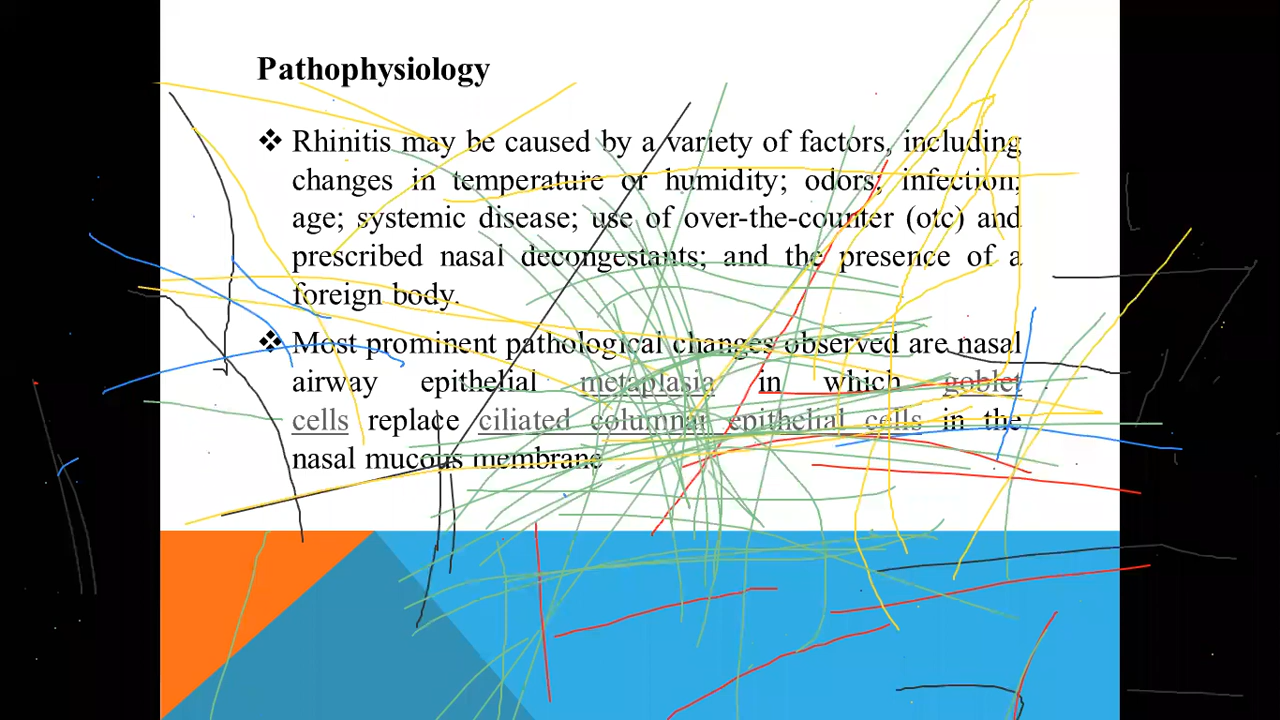 Pathophysiology
❖ Rhinitis may be caused by a variety of factors, including
changes in temperature or humidity; odors; infection;
age; systemic disease; use of over-the-counter (otc) and
prescribed nasal decongestants; and the presence of a
foreign body.
❖ Most prominent pathological changes observed are nasal
airway epithelial metaplasia in which goblet
cells replace ciliated columnar epithelial cells in the
nasal mucous membrane